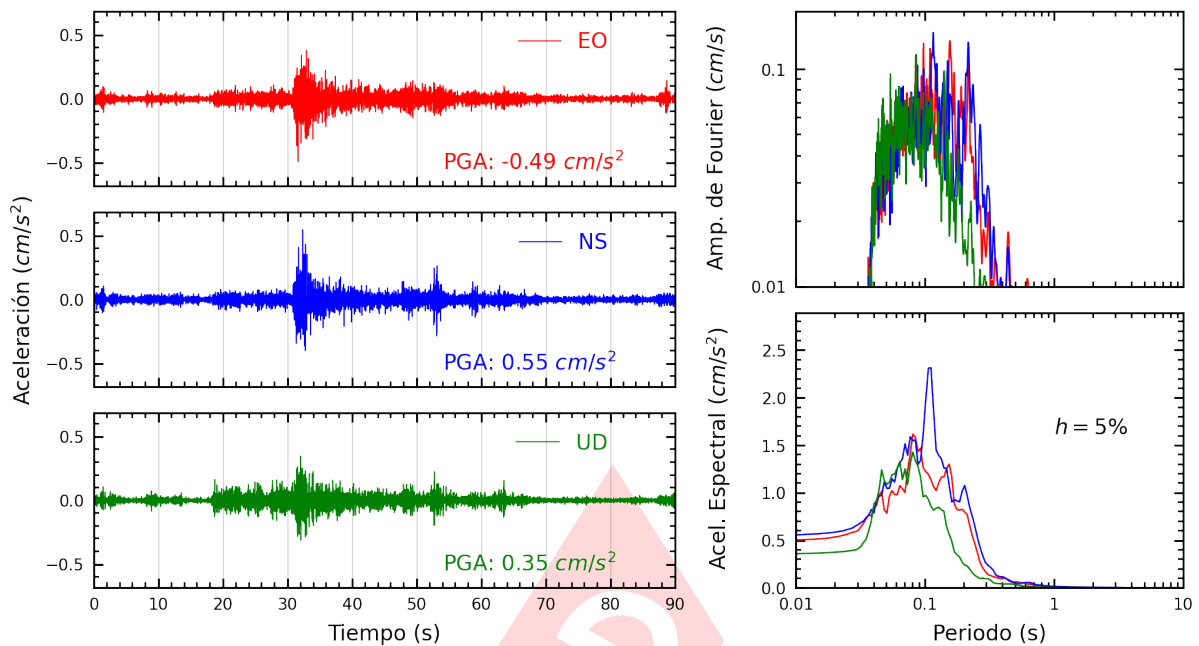 Aceleración (cm/s²)
0.5
0.0
−0.5
EO
PGA: -0.49 cm/s²
0.5
0.0
−0.5
NS
PGA: 0.55 cm/s²
0.5
0.0
−0.5
UD
PGA: 0.35 cm/s²
0 10 20 30 40 50 60 70 80 90
Tiempo (s)
Amp. de Fourier (cm/s)
0.1
0.01
Acel. Espectral (cm/s²)
2.5
2.0
1.5
1.0
0.5
0.0
h = 5%
0.01 0.1 1 10
Periodo (s)